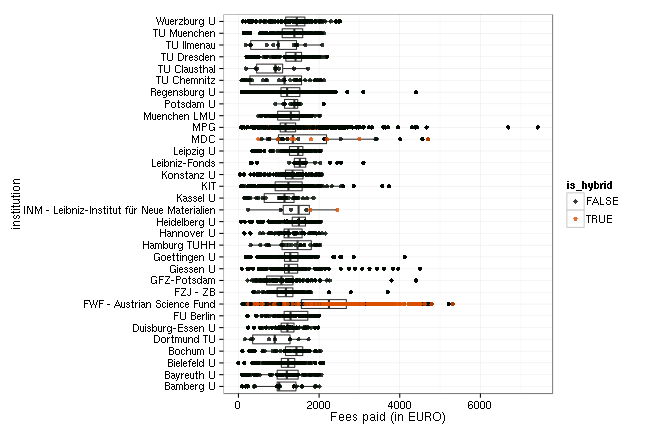 Wuerzburg U
TU Muenchen
TU Ilmenau
TU Dresden
TU Clausthal
TU Chemnitz
Regensburg U
Potsdam U
Muenchen LMU
MPG
MDC
Leipzig U
Leibniz-Fonds
Konstanz U
KIT
Kassel U
INM - Leibniz-Institut für Neue Materialien
Heidelberg U
Hannover U
Hamburg TUHH
Goettingen U
Giessen U
GFZ-Potsdam
FZJ - ZB
FWF - Austrian Science Fund
FU Berlin
Duisburg-Essen U
Dortmund TU
Bochum U
Bielefeld U
Bayreuth U
Bamberg U
institution
0 2000 4000 6000
Fees paid (in EURO)
is_hybrid
FALSE
TRUE